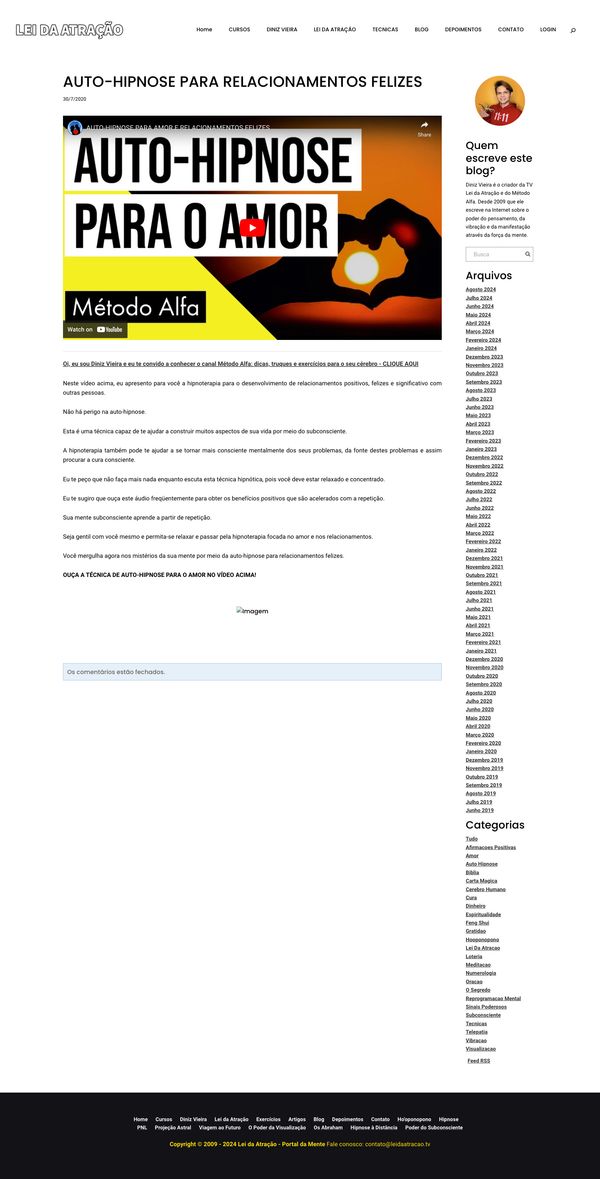 LEI DA ATRAÇÃO
Home CURSOS DINIZ VIEIRA LEI DA ATRAÇÃO TECNICAS BLOG DEPOIMENTOS CONTATO LOGIN
AUTO-HIPNOSE PARA RELACIONAMENTOS FELIZES
30/7/2020
AUTO-HIPNOSE PARA AMOR E RELACIONAMENTOS FELIZES
Share
AUTO-HIPNOSE
PARA O AMOR
Método Alfa
Watch on YouTube
Oi, eu sou Diniz Vieira e eu te convido a conhecer o canal Método Alfa: dicas, truques e exercícios para o seu cérebro - CLIQUE AQUI
Neste vídeo acima, eu apresento para você a hipnoterapia para o desenvolvimento de relacionamentos positivos, felizes e significativo com
outras pessoas.
Não há perigo na auto-hipnose.
Esta é uma técnica capaz de te ajudar a construir muitos aspectos de sua vida por meio do subconsciente.
A hipnoterapia também pode te ajudar a se tornar mais consciente mentalmente dos seus problemas, da fonte destes problemas e assim
procurar a cura consciente.
Eu te peço que não faça mais nada enquanto escuta esta técnica hipnótica, pois você deve estar relaxado e concentrado.
Eu te sugiro que ouça este áudio freqüentemente para obter os benefícios positivos que são acelerados com a repetição.
Sua mente subconsciente aprende a partir de repetição.
Seja gentil com você mesmo e permita-se relaxar e passar pela hipnoterapia focada no amor e nos relacionamentos.
Você mergulha agora nos mistérios da sua mente por meio da auto-hipnose para relacionamentos felizes.
OUÇA A TÉCNICA DE AUTO-HIPNOSE PARA O AMOR NO VÍDEO ACIMA!
Imagem
Os comentários estão fechados.
11:11
Quem
escreve este
blog?
Diniz Vieira é o criador da TV
Lei da Atração e do Método
Alfa. Desde 2009 que ele
escreve na Internet sobre o
poder do pensamento, da
vibração e da manifestação
através da força da mente.
Busca
Arquivos
Agosto 2024
Julho 2024
Junho 2024
Maio 2024
Abril 2024
Março 2024
Fevereiro 2024
Janeiro 2024
Dezembro 2023
Novembro 2023
Outubro 2023
Setembro 2023
Agosto 2023
Julho 2023
Junho 2023
Maio 2023
Abril 2023
Março 2023
Fevereiro 2023
Janeiro 2023
Dezembro 2022
Novembro 2022
Outubro 2022
Setembro 2022
Agosto 2022
Julho 2022
Junho 2022
Maio 2022
Abril 2022
Março 2022
Fevereiro 2022
Janeiro 2022
Dezembro 2021
Novembro 2021
Outubro 2021
Setembro 2021
Agosto 2021
Julho 2021
Junho 2021
Maio 2021
Abril 2021
Março 2021
Fevereiro 2021
Janeiro 2021
Dezembro 2020
Novembro 2020
Outubro 2020
Setembro 2020
Agosto 2020
Julho 2020
Junho 2020
Maio 2020
Abril 2020
Março 2020
Fevereiro 2020
Janeiro 2020
Dezembro 2019
Novembro 2019
Outubro 2019
Setembro 2019
Agosto 2019
Julho 2019
Junho 2019
Categorias
Tudo
Afirmacoes Positivas
Amor
Auto Hipnose
Biblia
Carta Magica
Cerebro Humano
Cura
Dinheiro
Espiritualidade
Feng Shui
Gratidao
Hooponopono
Lei Da Atracao
Loteria
Meditacao
Numerologia
Oracao
O Segredo
Reprogramacao Mental
Sinais Poderosos
Subconsciente
Tecnicas
Telepatia
Vibracao
Visualizacao
Feed RSS
Home Cursos Diniz Vieira Lei da Atração Exercícios Artigos Blog Depoimentos Contato Ho'oponopono Hipnose
PNL Projeção Astral Viagem ao Futuro O Poder da Visualização Os Abraham Hipnose à Distância Poder do Subconsciente
Copyright © 2009 - 2024 Lei da Atração - Portal da Mente Fale conosco: contato@leidaatracao.tv